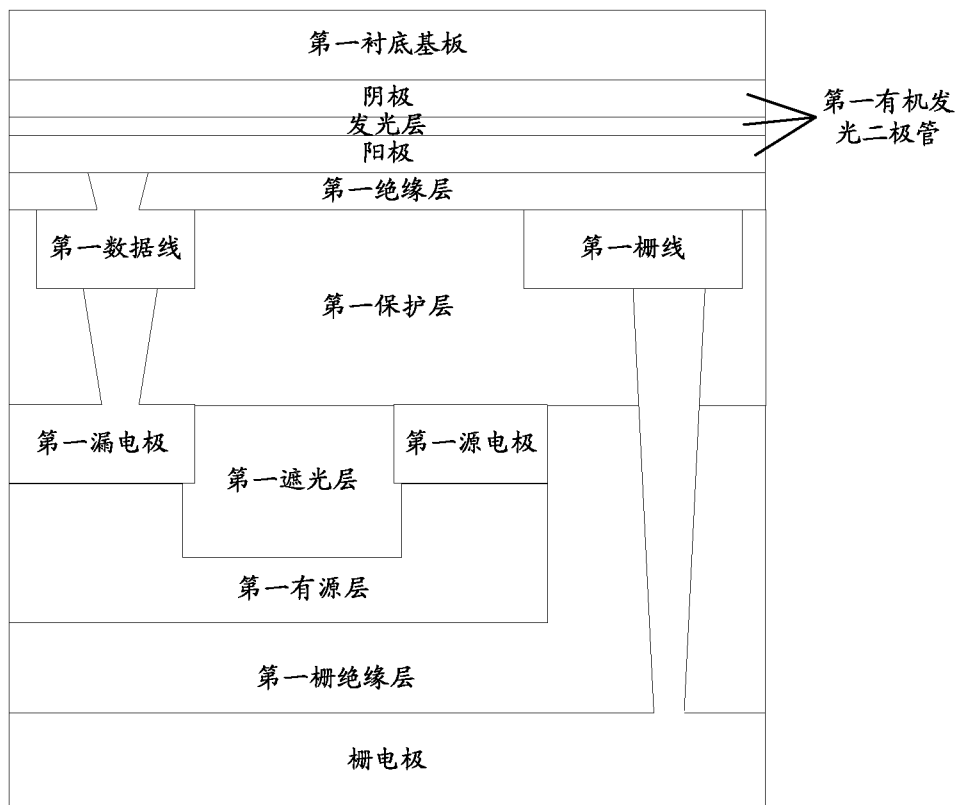 第一衬底基板
阴极
发光层
阳极
第一有机发
光二极管
第一绝缘层
第一数据线
第一栅线
第一保护层
第一漏电极
第一源电极
第一遮光层
第一有源层
第一栅绝缘层
栅电极